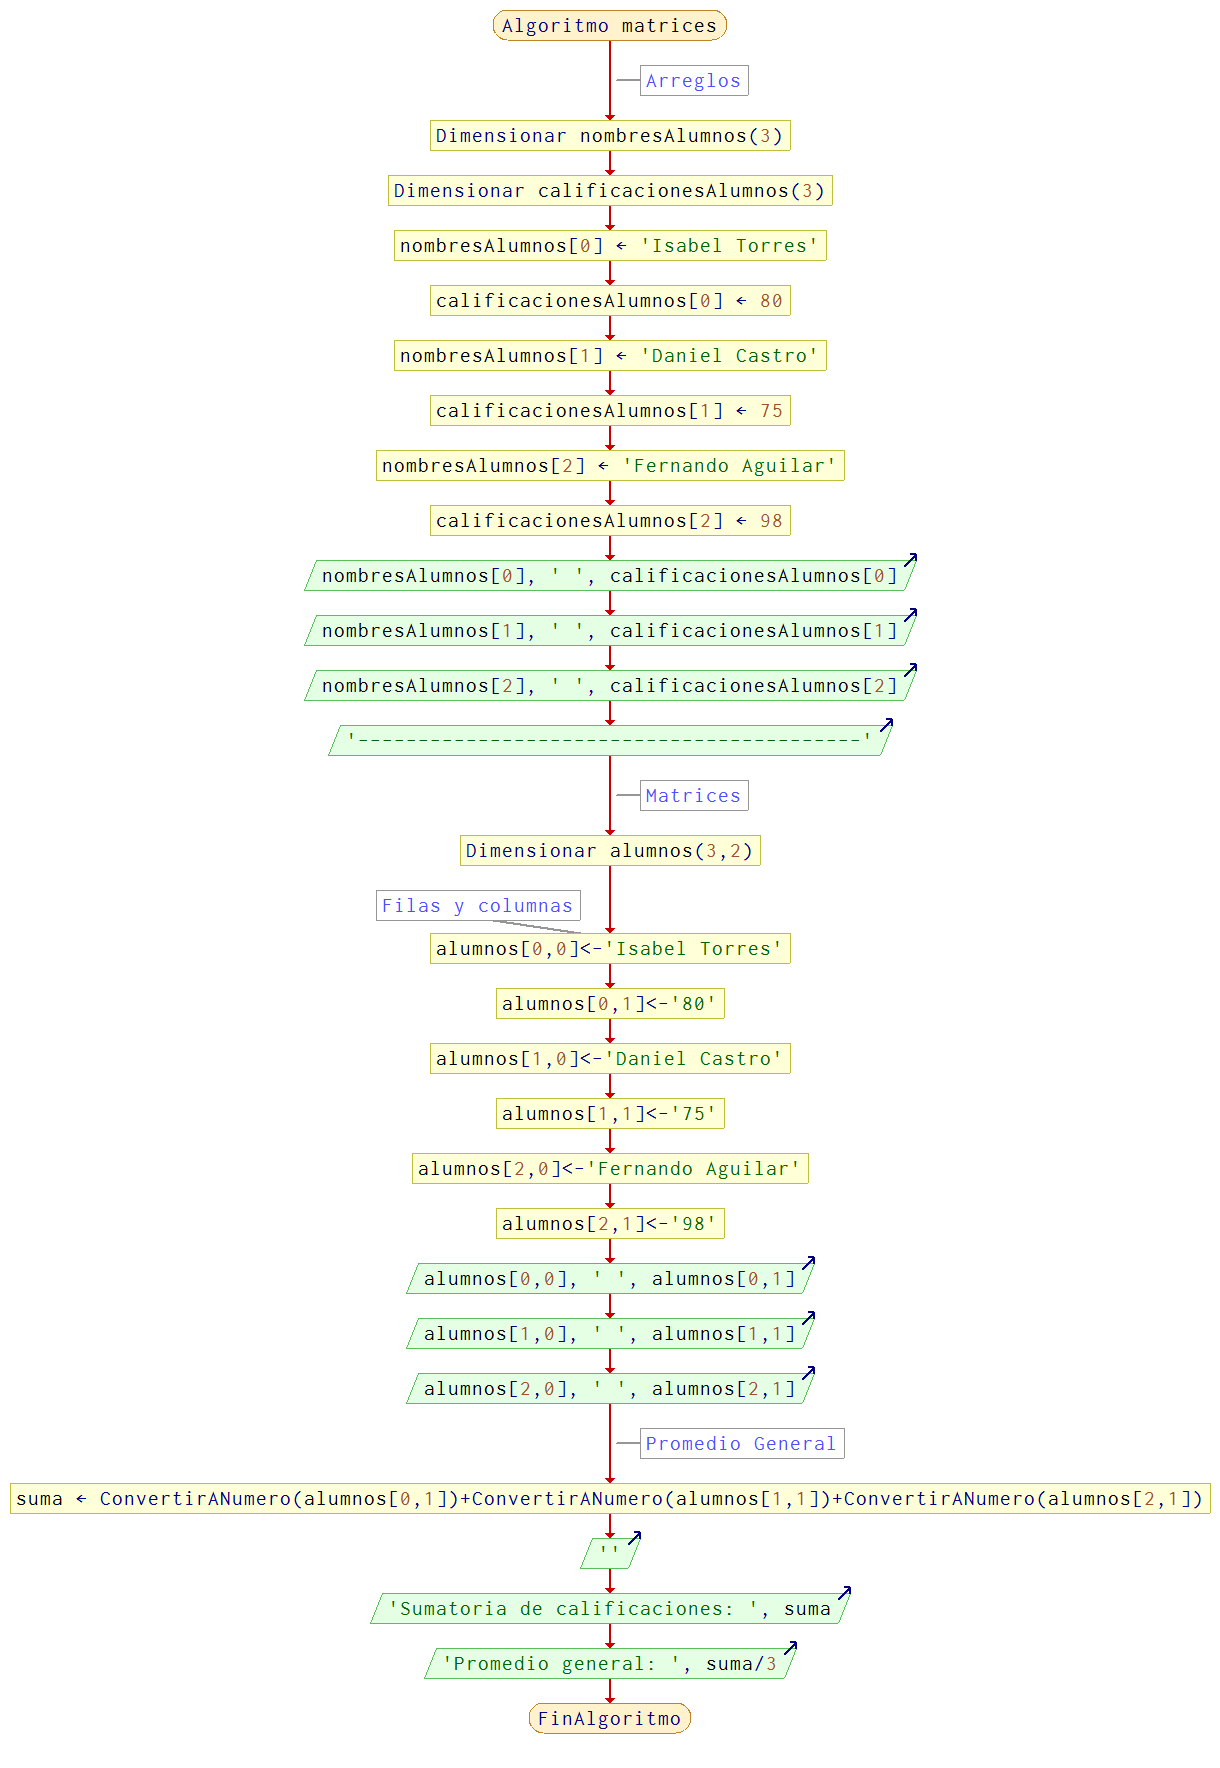 Algoritmo matrices
Arreglos
Dimensionar nombresAlumnos(3)
Dimensionar calificacionesAlumnos(3)
nombresAlumnos[0] ← 'Isabel Torres'
calificacionesAlumnos[0] ← 80
nombresAlumnos[1] ← 'Daniel Castro'
calificacionesAlumnos[1] ← 75
nombresAlumnos[2] ← 'Fernando Aguilar'
calificacionesAlumnos[2] ← 98
nombresAlumnos[0], ' ', calificacionesAlumnos[0]
nombresAlumnos[1], ' ', calificacionesAlumnos[1]
nombresAlumnos[2], ' ', calificacionesAlumnos[2]
'------------------------------------------'
Matrices
Dimensionar alumnos(3,2)
Filas y columnas
alumnos[0,0]<-'Isabel Torres'
alumnos[0,1]<-'80'
alumnos[1,0]<-'Daniel Castro'
alumnos[1,1]<-'75'
alumnos[2,0]<-'Fernando Aguilar'
alumnos[2,1]<-'98'
alumnos[0,0], ' ', alumnos[0,1]
alumnos[1,0], ' ', alumnos[1,1]
alumnos[2,0], ' ', alumnos[2,1]
Promedio General
suma ← ConvertirANumero(alumnos[0,1])+ConvertirANumero(alumnos[1,1])+ConvertirANumero(alumnos[2,1])
''
'Sumatoria de calificaciones: ', suma
'Promedio general: ', suma/3
FinAlgoritmo